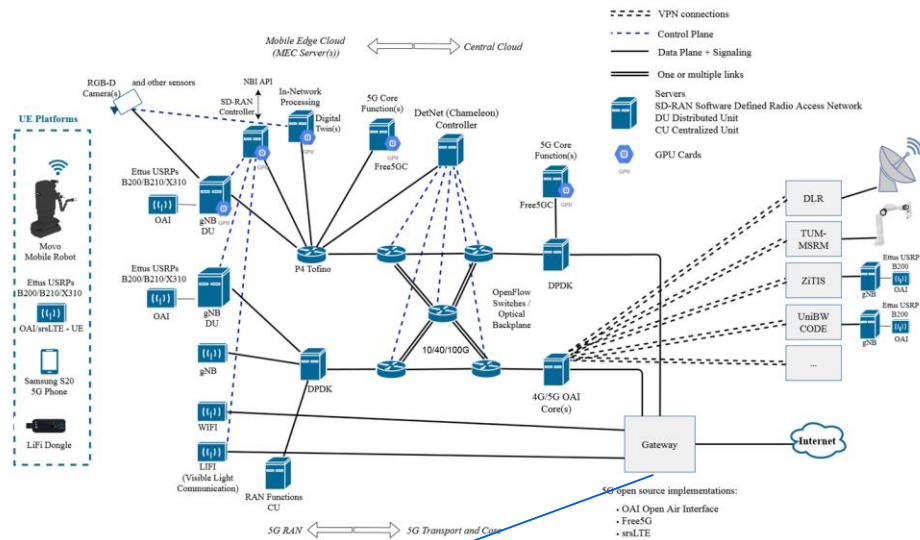 VPN connections
Control Plane
Data Plane + Signaling
One or multiple links
Servers
SD-RAN Software Defined Radio Access Network
DU Distributed Unit
CU Centralized Unit
GPU Cards
GPU
Mobile Edge Cloud
(MEC Server(s))
Central Cloud
RGB-D
Camera(s)
and other sensors
NBI API
SD-RAN
Controller
GPU
In-Network
Processing
Digital
Twin(s)
GPU
5G Core
Function(s)
GPU
Free5GC
DetNet (Chameleon)
Controller
5G Core
Function(s)
GPU
Free5GC
UE Platforms
Movo
Mobile Robot
Ettus USRPs
B200/B210/X310
OAI/srsLTE - UE
Samsung S20
5G Phone
LiFi Dongle
Ettus USRPs
B200/B210/X310
OAI
GPU
gNB
DU
Ettus USRPs
B200/B210/X310
OAI
gNB
DU
gNB
WIFI
LIFI
(Visible Light
Communication)
RAN Functions
CU
DPDK
P4 Tofino
OpenFlow
Switches /
Optical
Backplane
10/40/100G
DPDK
4G/5G OAI
Core(s)
DLR
TUM-
MSRM
ZiTIS
gNB
Ettus USRP
B200
OAI
UniBW
CODE
gNB
Ettus USRP
B200
OAI
...
Gateway
Internet
5G RAN
5G Transport and Core
5G open source implementations:
• OAI Open Air Interface
• Free5G
• srsLTE